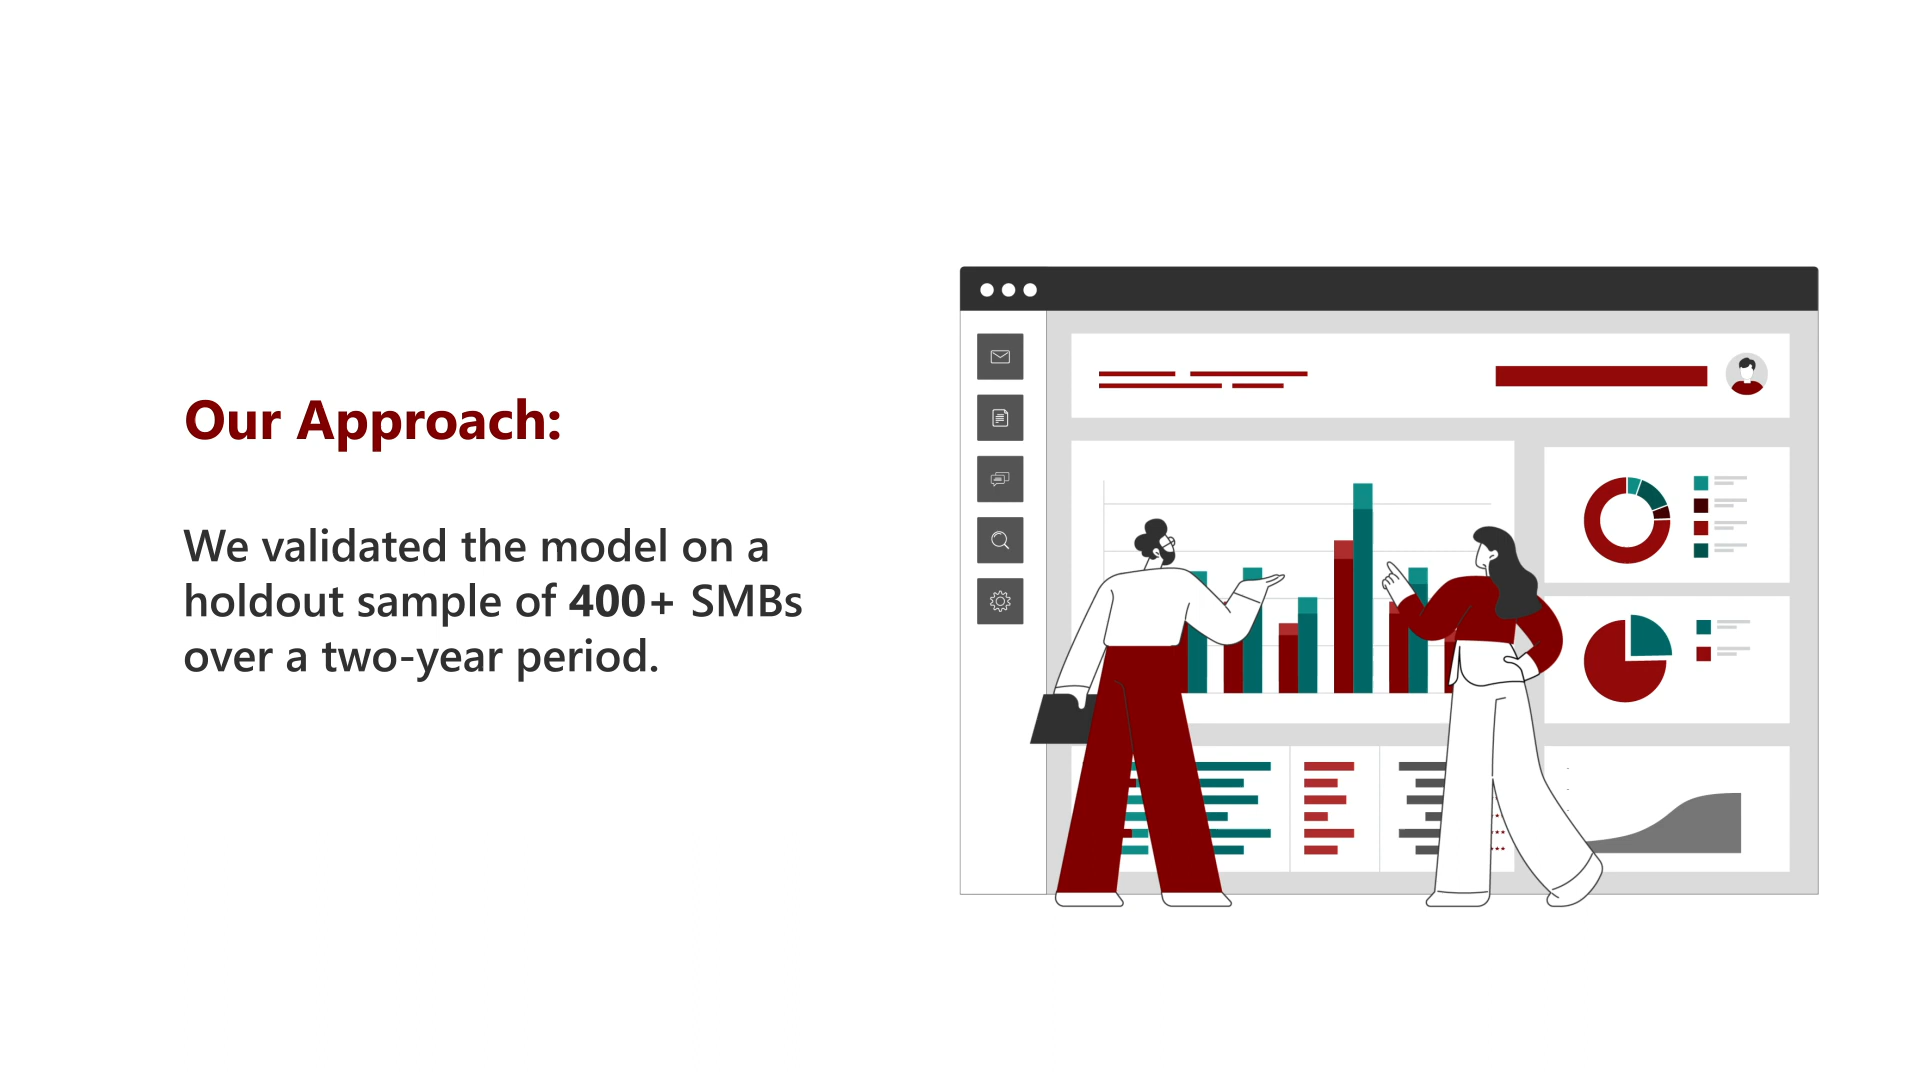 Our Approach:
We validated the model on a
holdout sample of 400+ SMBs
over a two-year period.